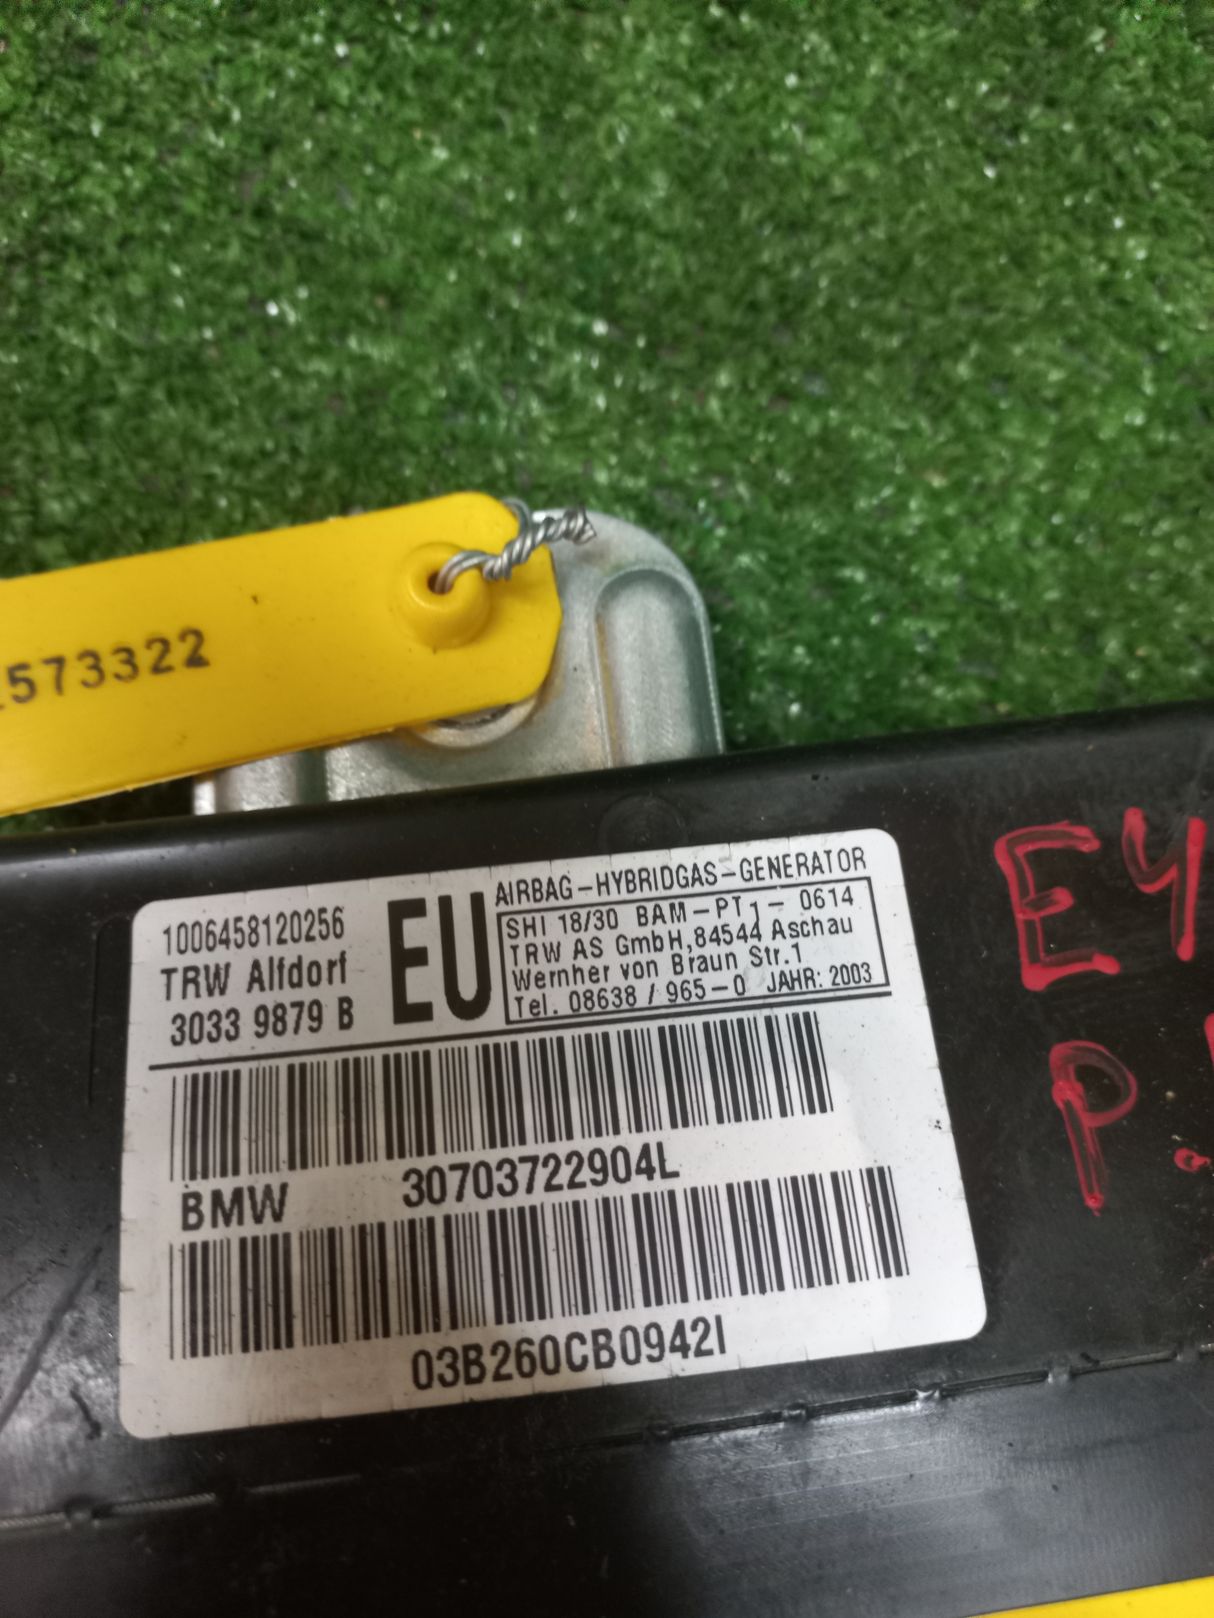 573322
1006458120256
TRW Alfdorf
3033 9879 B
EU
AIRBAG-HYBRIDGAS-GENERATOR
SHI 18/30 BAM-PT1- 0614
TRW AS GmbH,84544 Aschau
Wernher von Braun Str.1
Tel. 08638 / 965-0 JAHR: 2003
BMW 30703722904L
03B260CB0942I
E4
P.